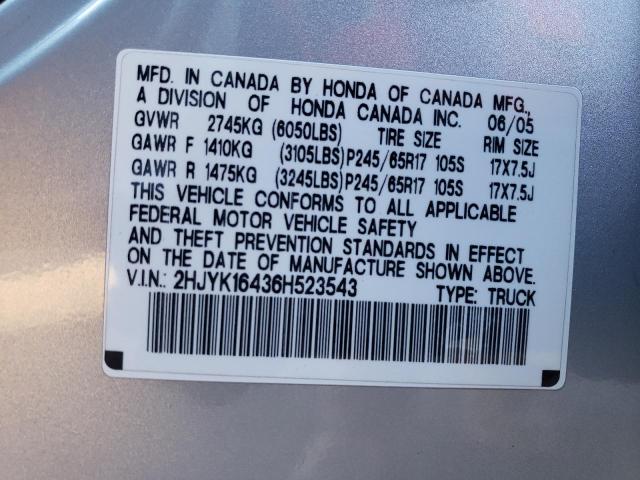 MFD. IN CANADA BY HONDA OF CANADA MFG.,
A DIVISION OF HONDA CANADA INC. 06/05
GVWR 2745KG (6050LBS) TIRE SIZE RIM SIZE
GAWR F 1410KG (3105LBS) P245/65R17 105S 17X7.5J
GAWR R 1475KG (3245LBS) P245/65R17 105S 17X7.5J
THIS VEHICLE CONFORMS TO ALL APPLICABLE
FEDERAL MOTOR VEHICLE SAFETY
AND THEFT PREVENTION STANDARDS IN EFFECT
ON THE DATE OF MANUFACTURE SHOWN ABOVE.
V.I.N.: 2HJYK16436H523543 TYPE: TRUCK